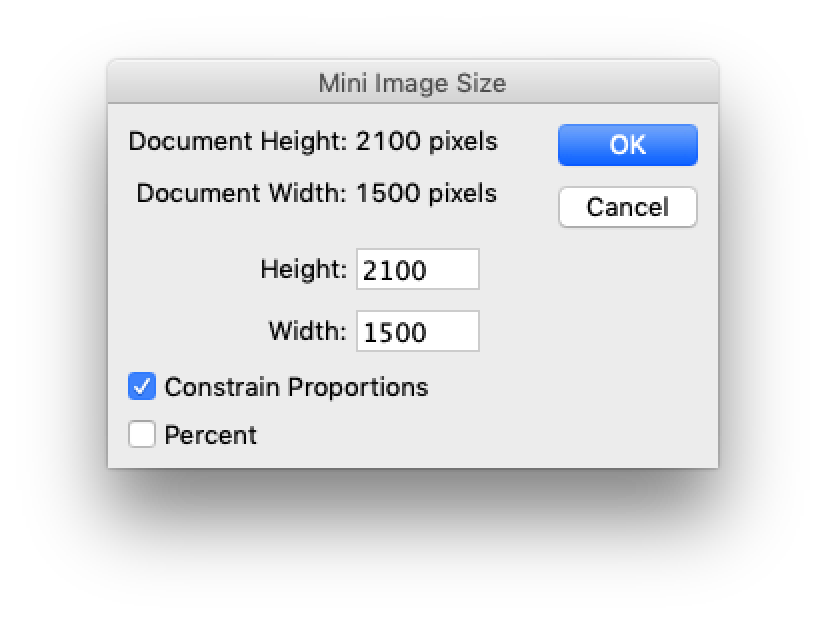 Mini Image Size
Document Height: 2100 pixels
OK
Document Width: 1500 pixels
Cancel
Height: 2100
Width: 1500
Constrain Proportions
Percent